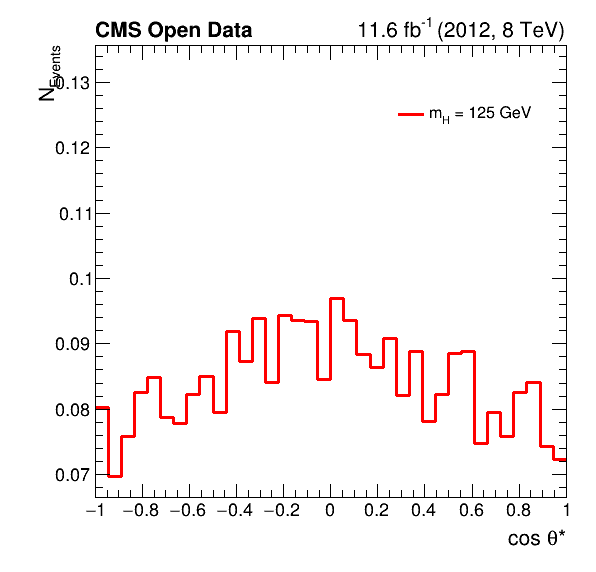 CMS Open Data 11.6 fb⁻¹ (2012, 8 TeV)
N_Events
0.13
m_H = 125 GeV
0.12
0.11
0.1
0.09
0.08
0.07
−1 −0.8 −0.6 −0.4 −0.2 0 0.2 0.4 0.6 0.8 1
cos θ*